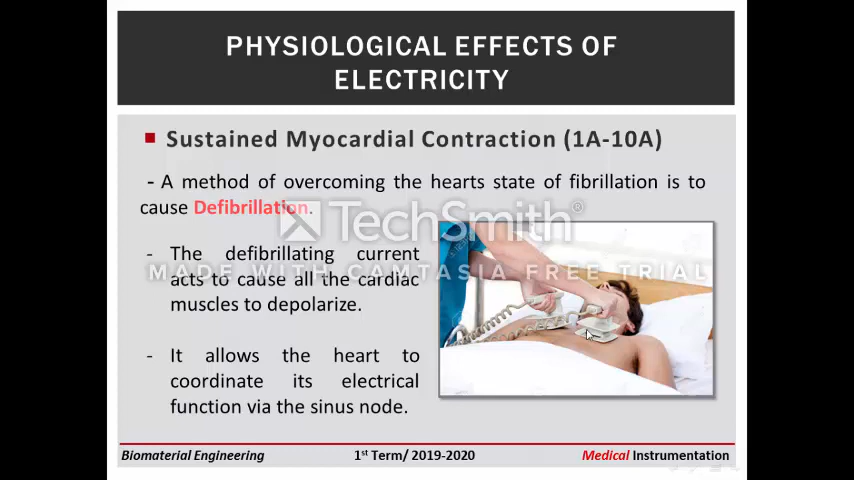 PHYSIOLOGICAL EFFECTS OF
ELECTRICITY
Sustained Myocardial Contraction (1A-10A)
- A method of overcoming the hearts state of fibrillation is to
cause Defibrillation.
TechSmith®
- The defibrillating current
MADE WITH CAMTASIA FREE TRIAL
acts to cause all the cardiac
muscles to depolarize.
- It allows the heart to
coordinate its electrical
function via the sinus node.
Biomaterial Engineering 1st Term/ 2019-2020 Medical Instrumentation